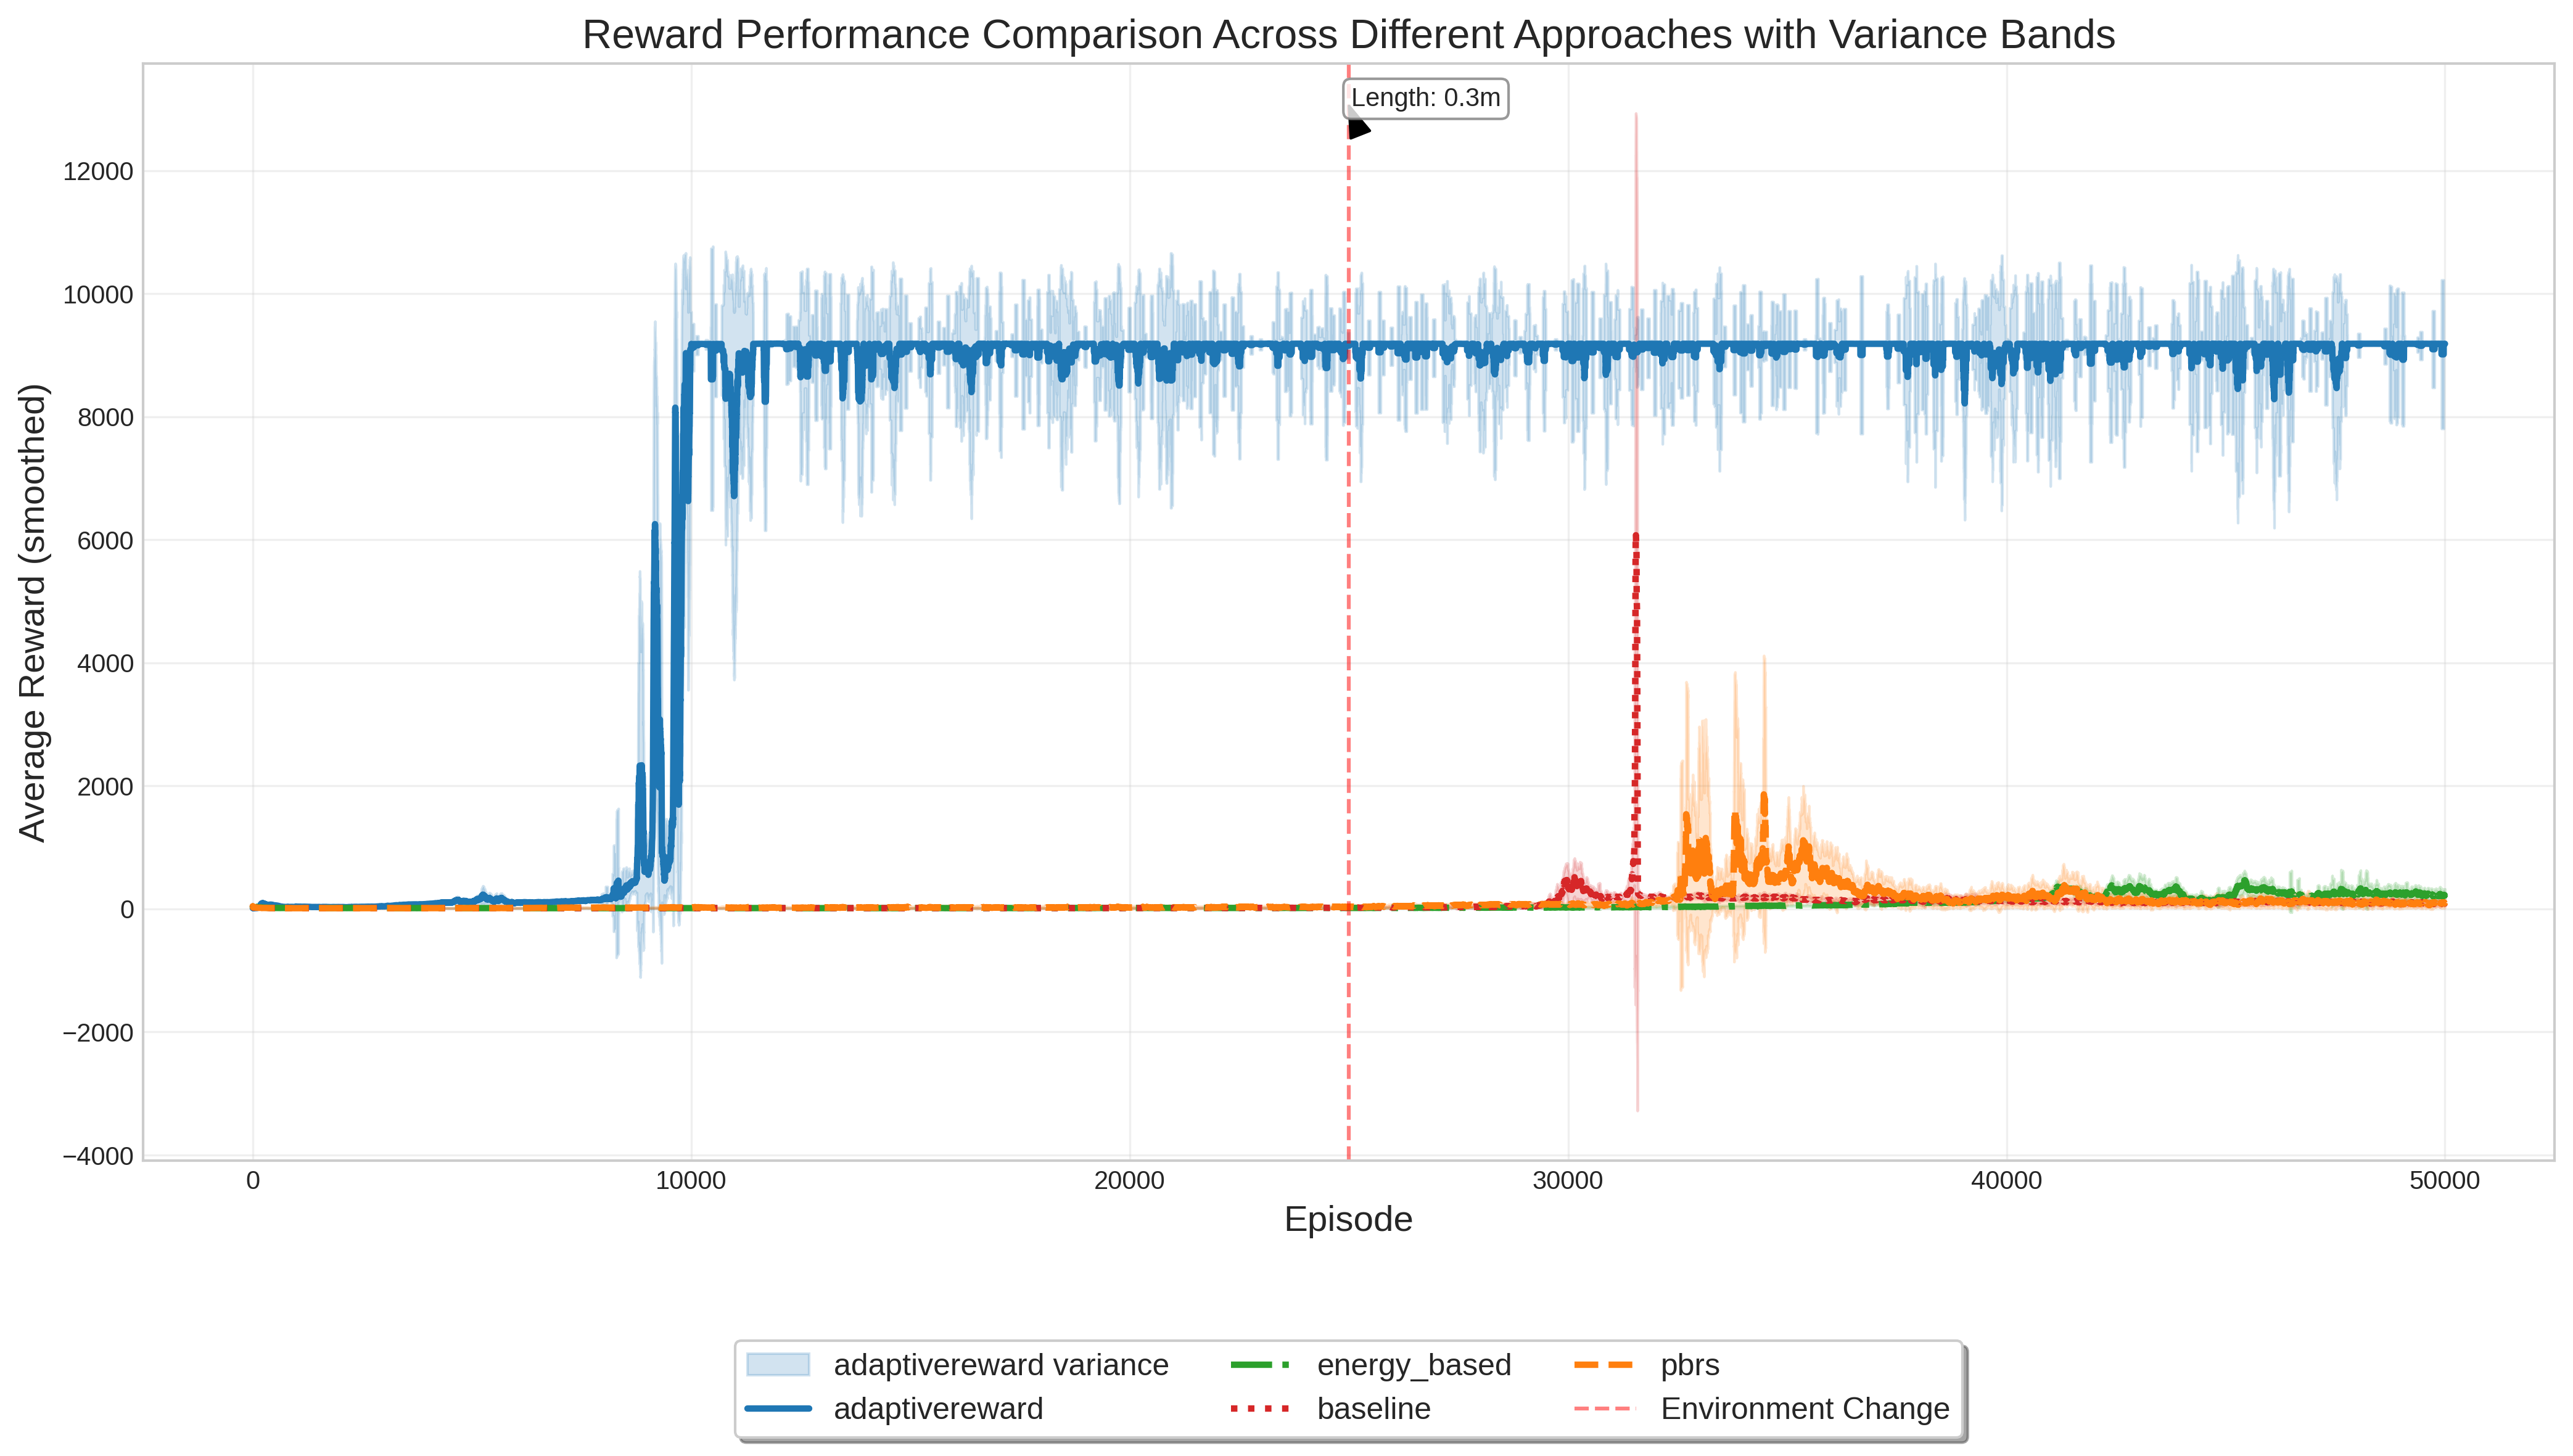 Reward Performance Comparison Across Different Approaches with Variance Bands
Length: 0.3m
Average Reward (smoothed)
12000
10000
8000
6000
4000
2000
0
−2000
−4000
0 10000 20000 30000 40000 50000
Episode
adaptivereward variance energy_based pbrs
adaptivereward baseline Environment Change